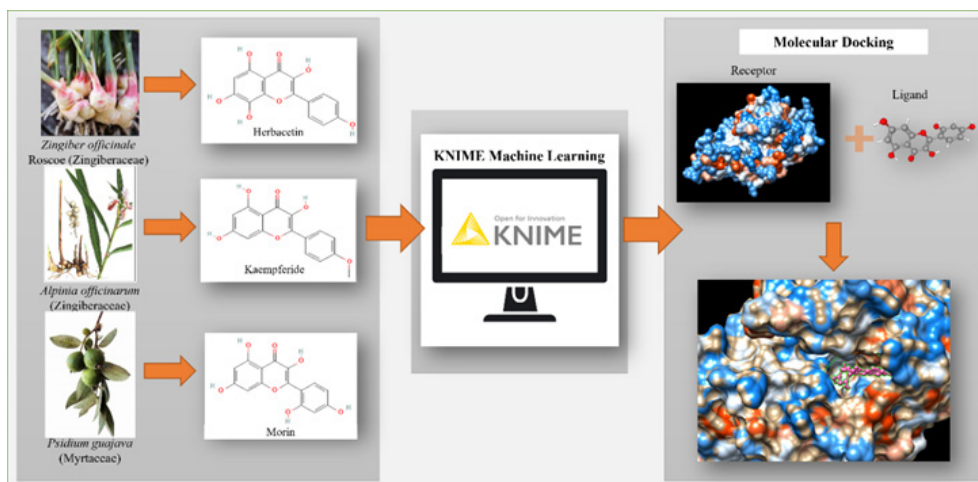 Zingiber officinale
Roscoe (Zingiberaceae)
Herbacetin
Alpinia officinarum
(Zingiberaceae)
Kaempferide
Psidium guajava
(Myrtaceae)
Morin
KNIME Machine Learning
Open for Innovation
KNIME
Molecular Docking
Receptor
Ligand